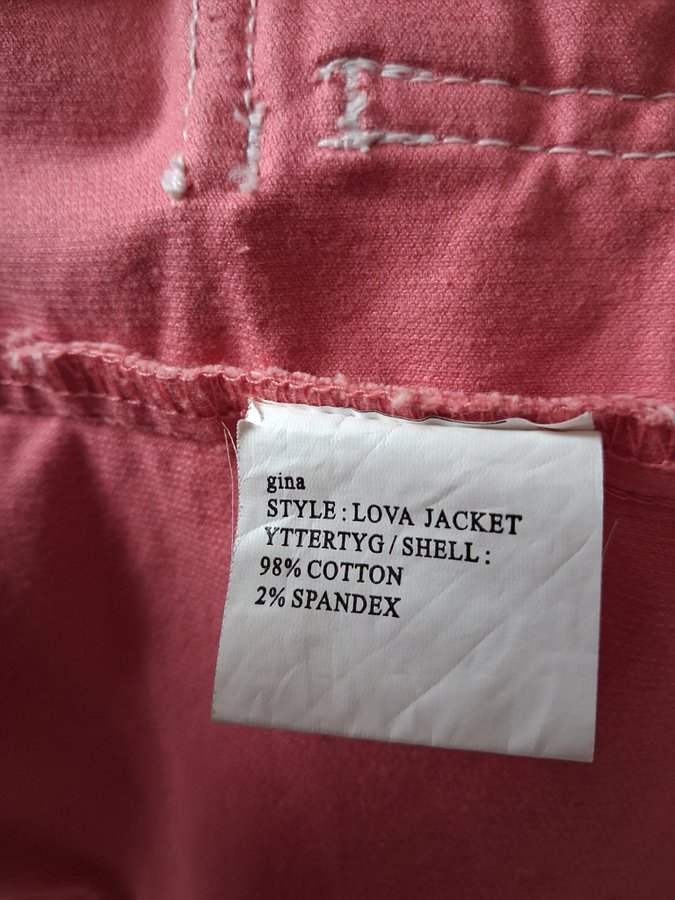 gina
STYLE : LOVA JACKET
YTTERTYG / SHELL :
98% COTTON
2% SPANDEX